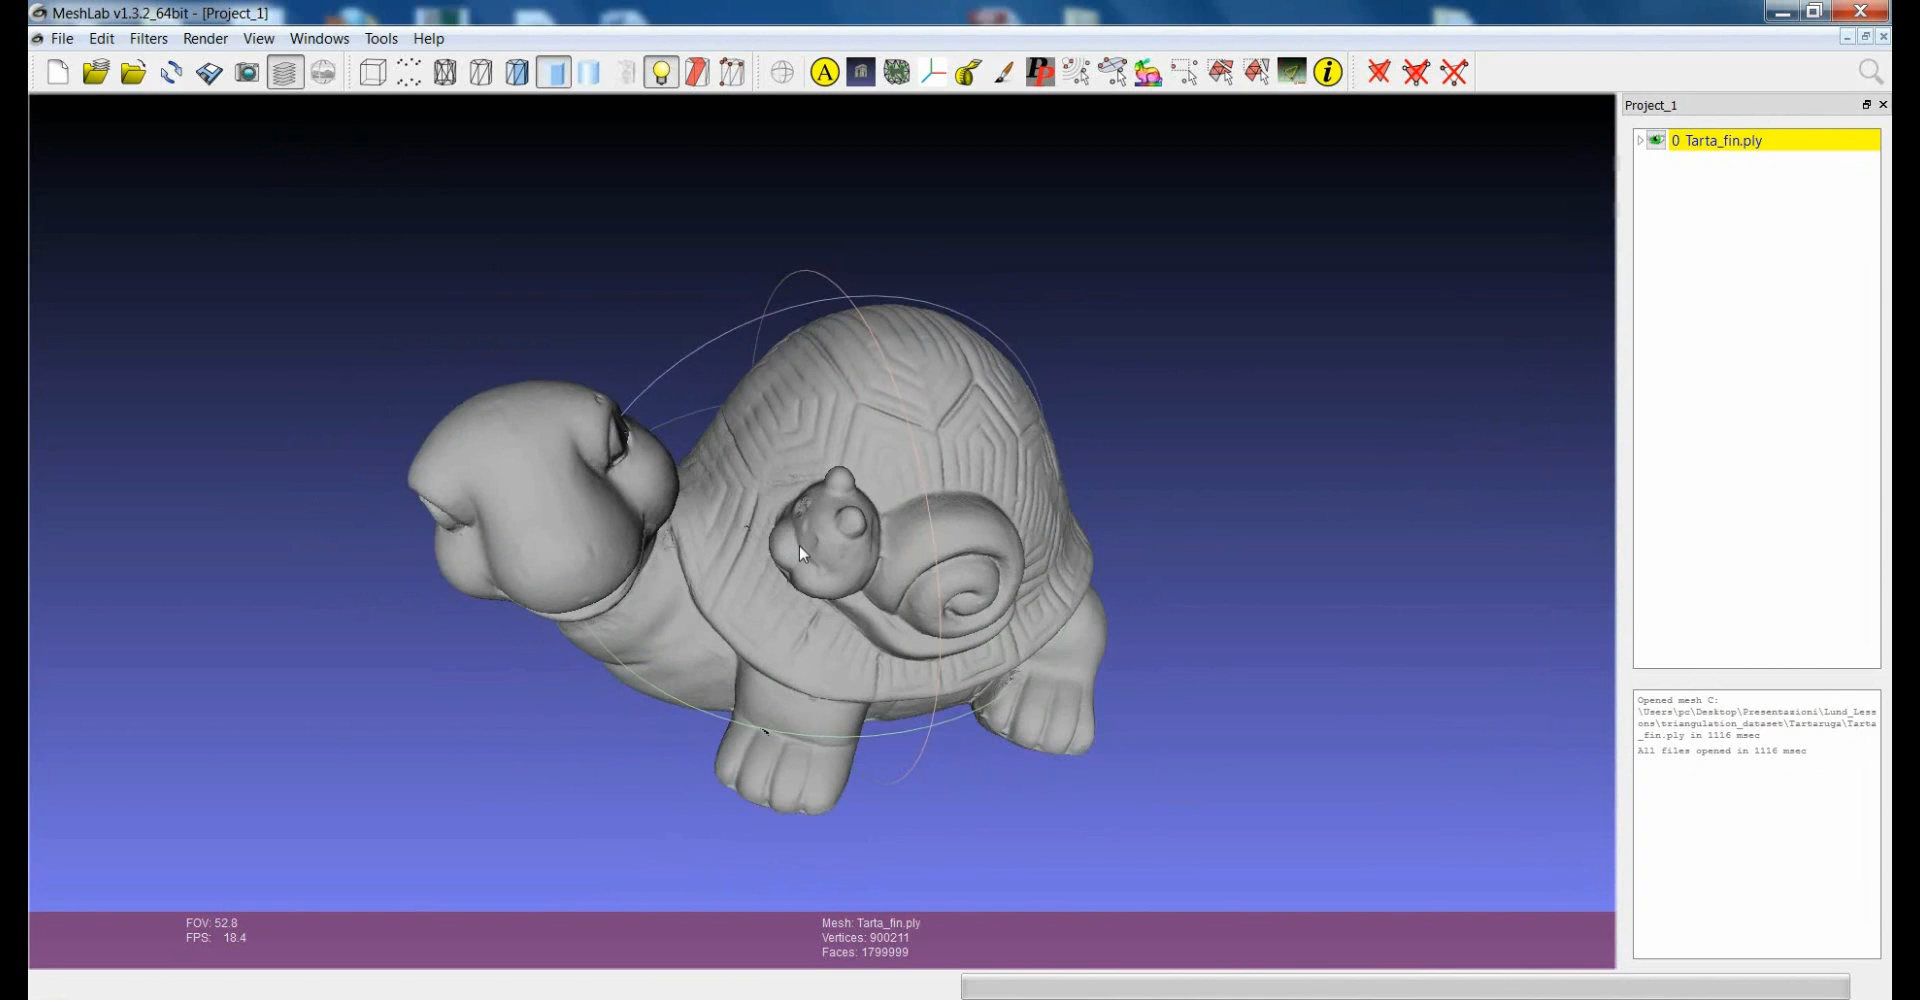 MeshLab v1.3.2_64bit - [Project_1]
File Edit Filters Render View Windows Tools Help
A
PP
i
Project_1
0 Tarta_fin.ply
Opened mesh C:
\Users\pc\Desktop\Presentazioni\Lund_Less
ons\triangulation_dataset\Tartaruga\Tarta
_fin.ply in 1116 msec
All files opened in 1116 msec
FOV: 52.8
FPS: 18.4
Mesh: Tarta_fin.ply
Vertices: 900211
Faces: 1799999